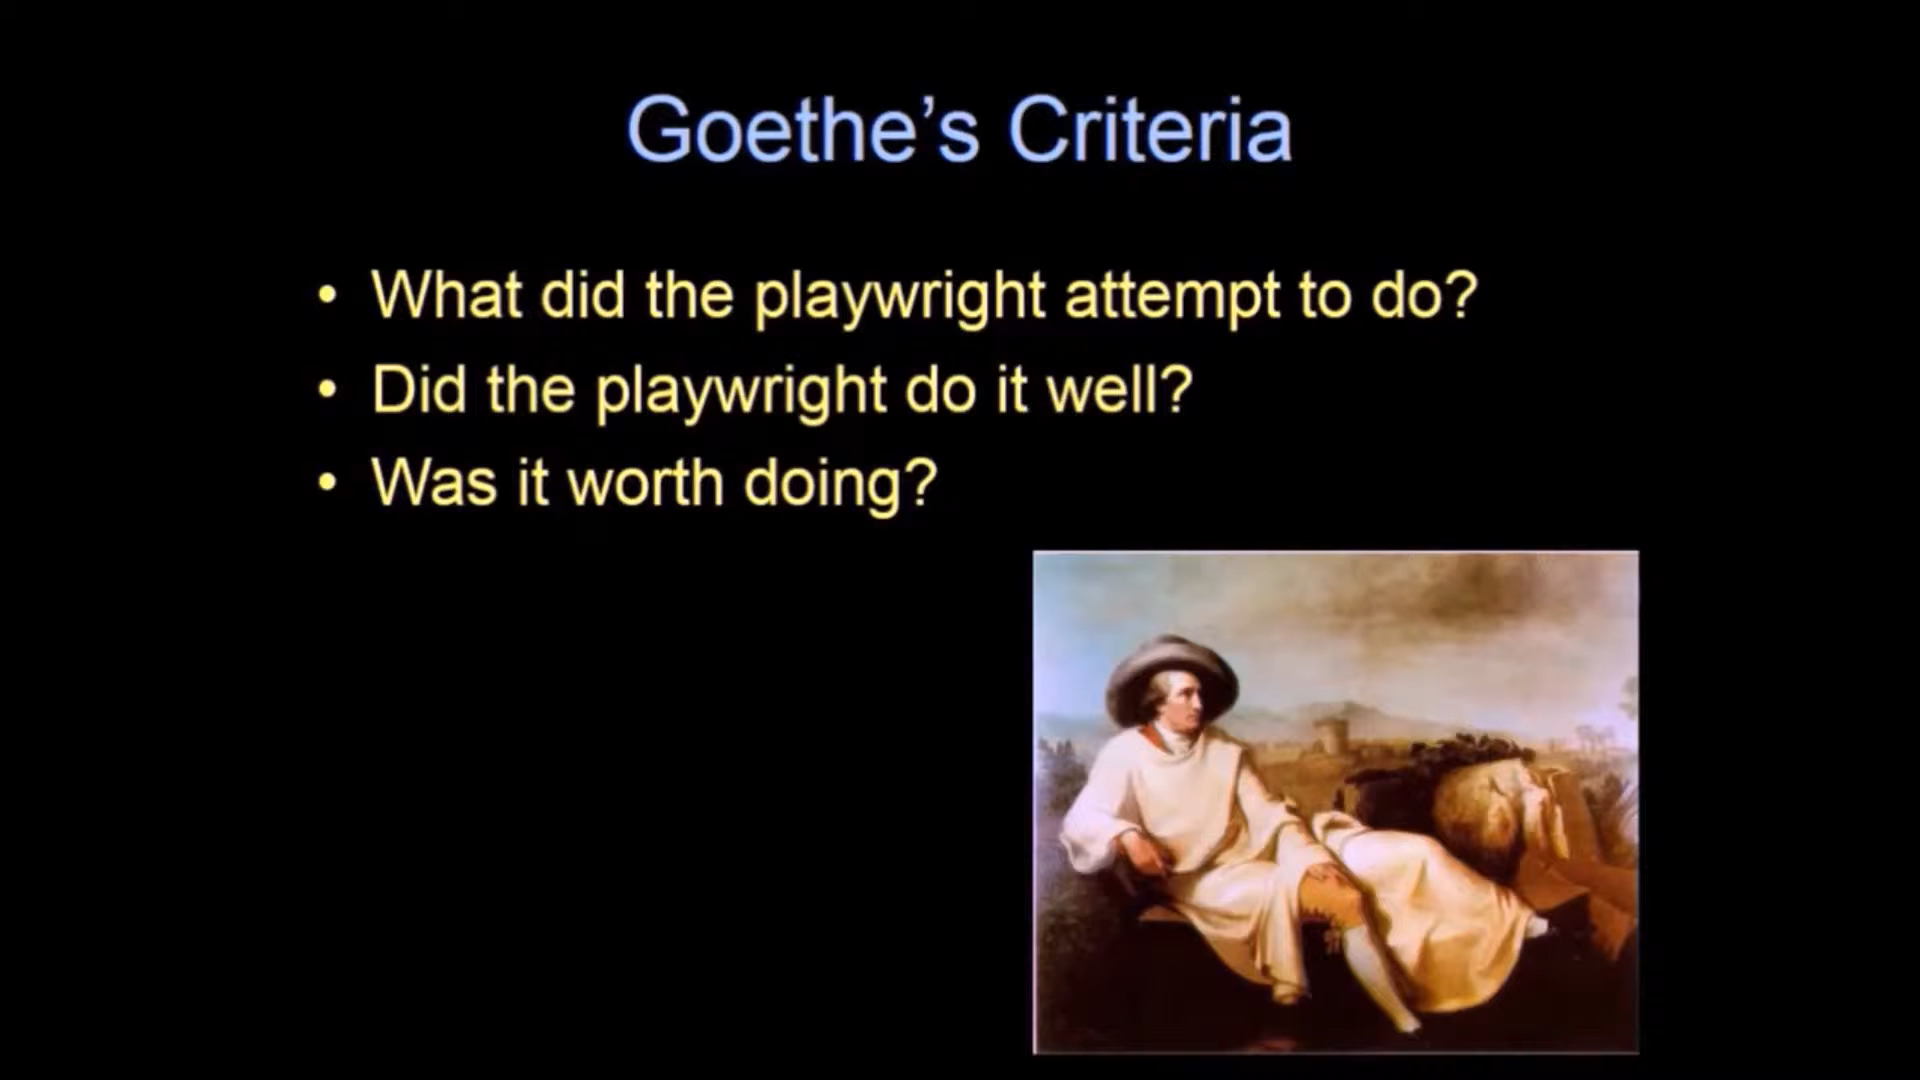 Goethe’s Criteria
• What did the playwright attempt to do?
• Did the playwright do it well?
• Was it worth doing?